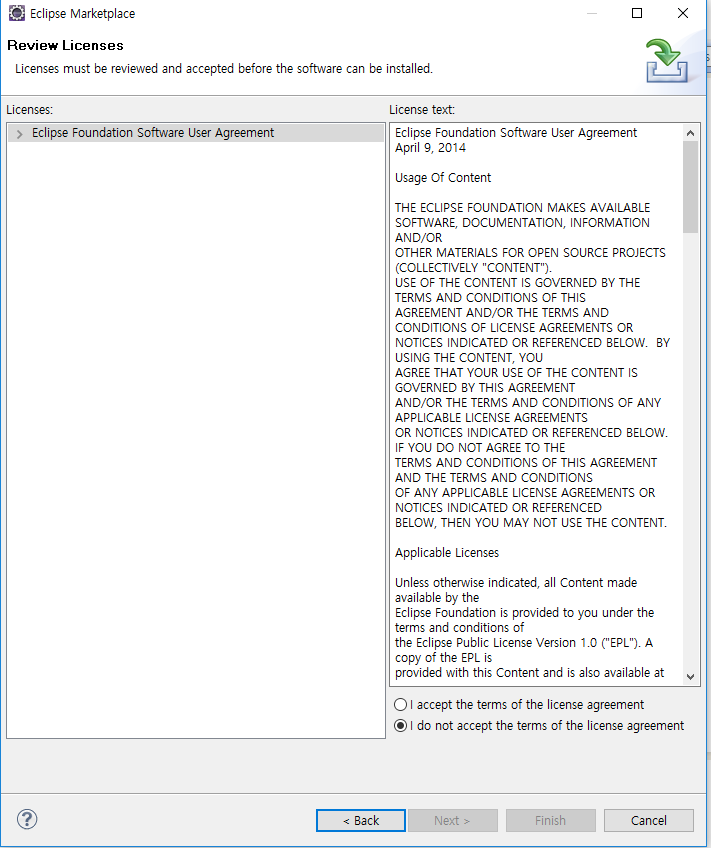 Eclipse Marketplace
Review Licenses
Licenses must be reviewed and accepted before the software can be installed.
Licenses:
Eclipse Foundation Software User Agreement
License text:
Eclipse Foundation Software User Agreement
April 9, 2014
Usage Of Content
THE ECLIPSE FOUNDATION MAKES AVAILABLE
SOFTWARE, DOCUMENTATION, INFORMATION
AND/OR
OTHER MATERIALS FOR OPEN SOURCE PROJECTS
(COLLECTIVELY "CONTENT").
USE OF THE CONTENT IS GOVERNED BY THE
TERMS AND CONDITIONS OF THIS
AGREEMENT AND/OR THE TERMS AND
CONDITIONS OF LICENSE AGREEMENTS OR
NOTICES INDICATED OR REFERENCED BELOW.  BY
USING THE CONTENT, YOU
AGREE THAT YOUR USE OF THE CONTENT IS
GOVERNED BY THIS AGREEMENT
AND/OR THE TERMS AND CONDITIONS OF ANY
APPLICABLE LICENSE AGREEMENTS
OR NOTICES INDICATED OR REFERENCED BELOW.
IF YOU DO NOT AGREE TO THE
TERMS AND CONDITIONS OF THIS AGREEMENT
AND THE TERMS AND CONDITIONS
OF ANY APPLICABLE LICENSE AGREEMENTS OR
NOTICES INDICATED OR REFERENCED
BELOW, THEN YOU MAY NOT USE THE CONTENT.
Applicable Licenses
Unless otherwise indicated, all Content made
available by the
Eclipse Foundation is provided to you under the
terms and conditions of
the Eclipse Public License Version 1.0 ("EPL"). A
copy of the EPL is
provided with this Content and is also available at
I accept the terms of the license agreement
I do not accept the terms of the license agreement
?
< Back
Next >
Finish
Cancel